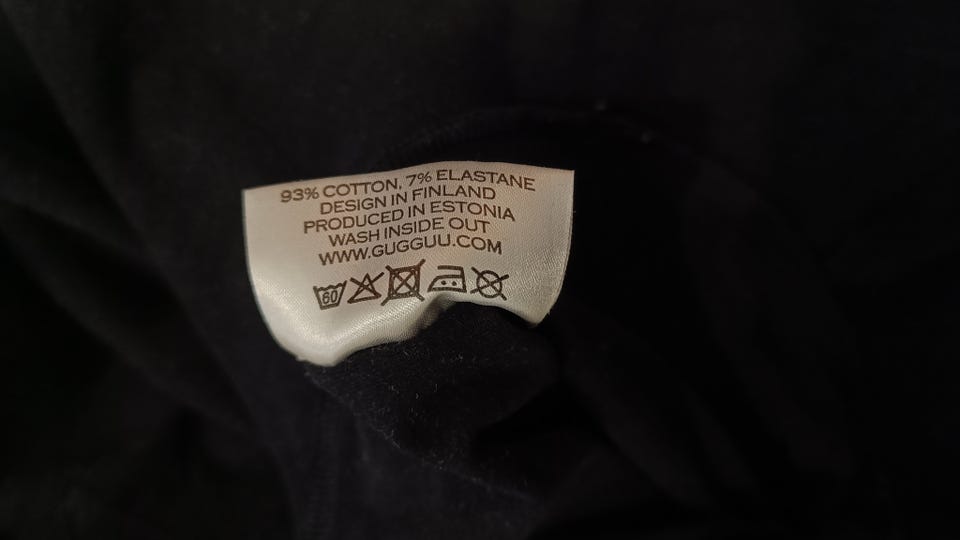 93% COTTON, 7% ELASTANE
DESIGN IN FINLAND
PRODUCED IN ESTONIA
WASH INSIDE OUT
WWW.GUGGUU.COM
60